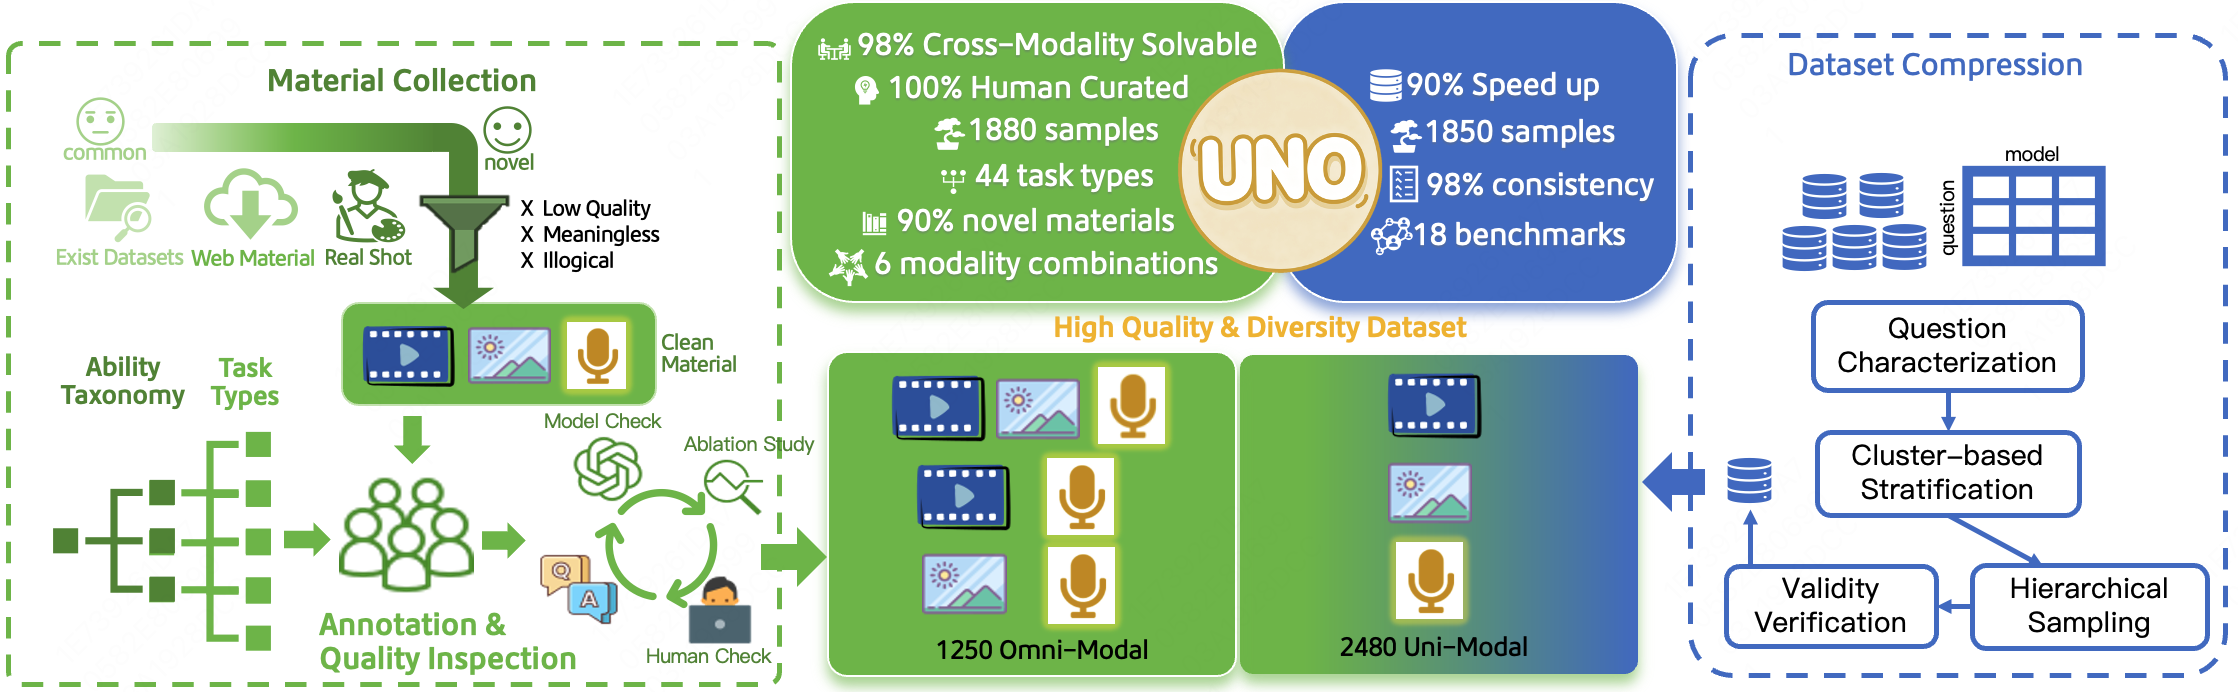 Material Collection
common
novel
Exist Datasets
Web Material
Real Shot
X Low Quality
X Meaningless
X Illogical
Clean
Material
Ability
Taxonomy
Task
Types
Model Check
Ablation Study
Q
A
Human Check
Annotation &
Quality Inspection
98% Cross-Modality Solvable
100% Human Curated
1880 samples
44 task types
90% novel materials
6 modality combinations
UNO
90% Speed up
1850 samples
98% consistency
18 benchmarks
High Quality & Diversity Dataset
1250 Omni-Modal
2480 Uni-Modal
Dataset Compression
model
question
Question
Characterization
Cluster-based
Stratification
Hierarchical
Sampling
Validity
Verification